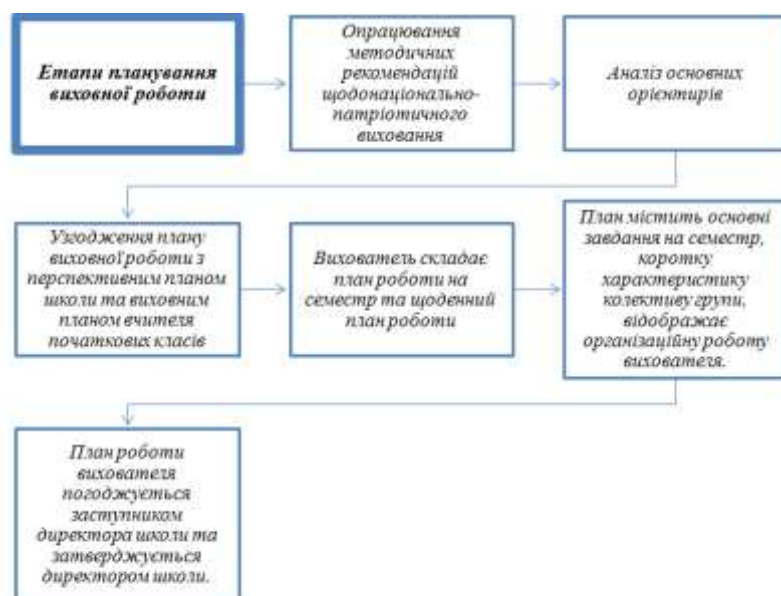 Етапи планування
виховної роботи
Опрацювання
методичних
рекомендацій
щодонаціонально-
патріотичного
виховання
Аналіз основних
орієнтирів
Узгодження плану
виховної роботи з
перспективним планом
школи та виховним
планом вчителя
початкових класів
Вихователь складає
план роботи на
семестр та щоденний
план роботи
План містить основні
завдання на семестр,
коротку
характеристику
колективу групи,
відображає
організаційну роботу
вихователя.
План роботи
вихователя
погоджується
заступником
директора школи та
затверджується
директором школи.